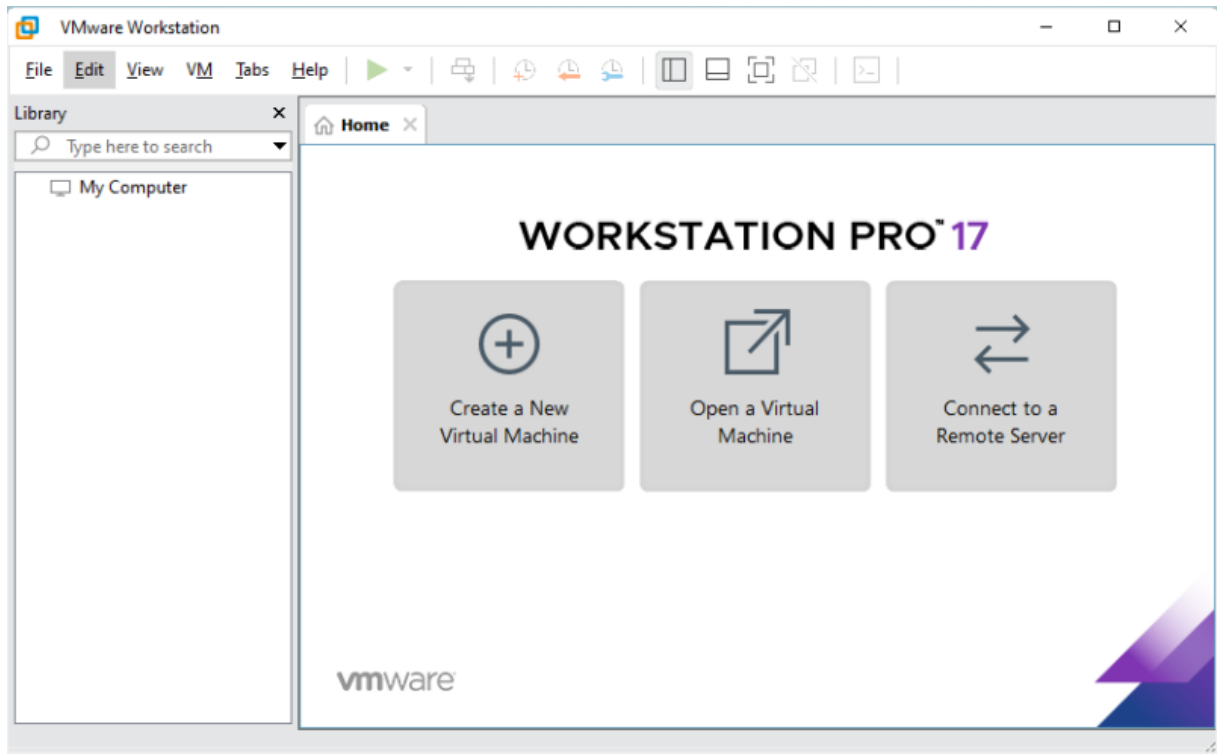 VMware Workstation
File Edit View VM Tabs Help
Library
Type here to search
My Computer
Home
WORKSTATION PRO™ 17
Create a New
Virtual Machine
Open a Virtual
Machine
Connect to a
Remote Server
vmware